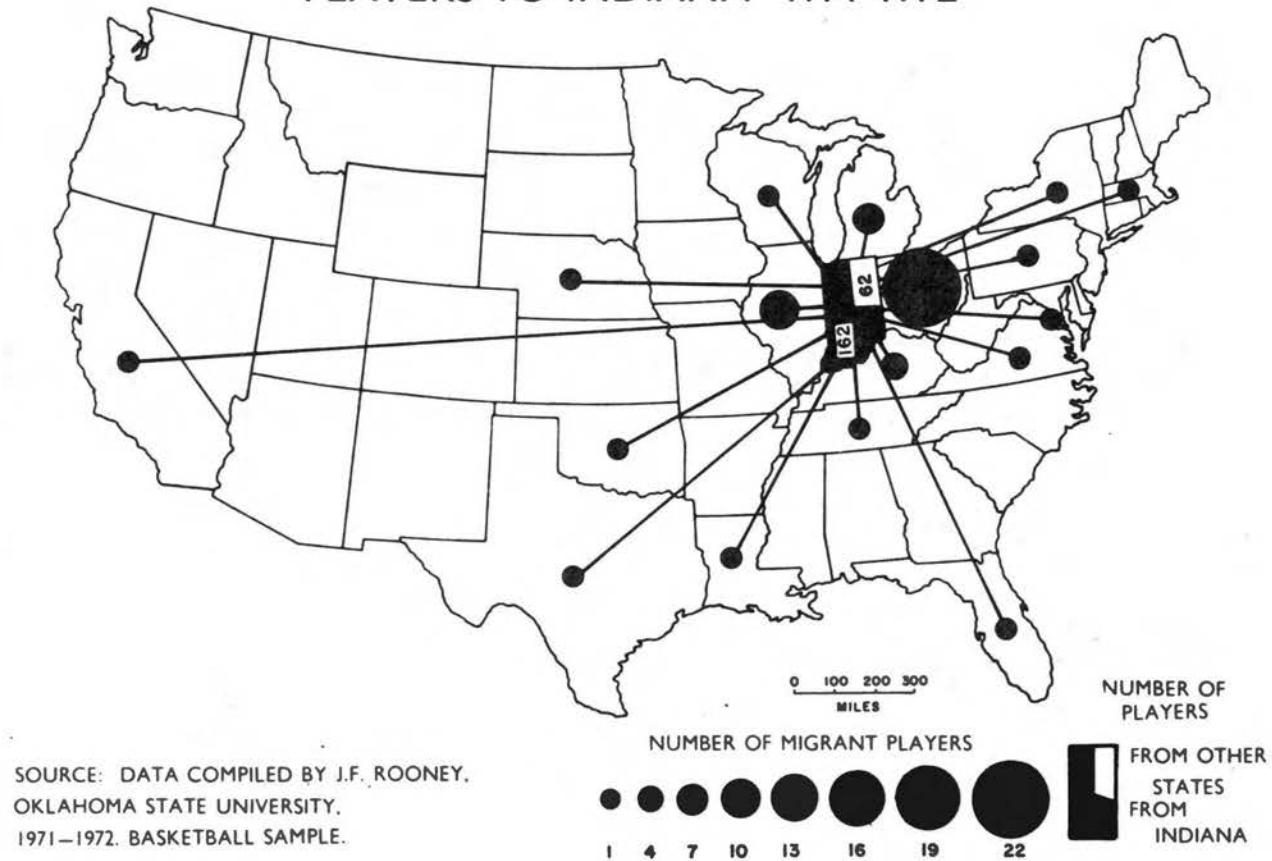 62
162
0 100 200 300
MILES
NUMBER OF
PLAYERS
NUMBER OF MIGRANT PLAYERS
FROM OTHER
STATES
FROM
INDIANA
1 4 7 10 13 16 19 22
SOURCE: DATA COMPILED BY J.F. ROONEY,
OKLAHOMA STATE UNIVERSITY,
1971–1972. BASKETBALL SAMPLE.